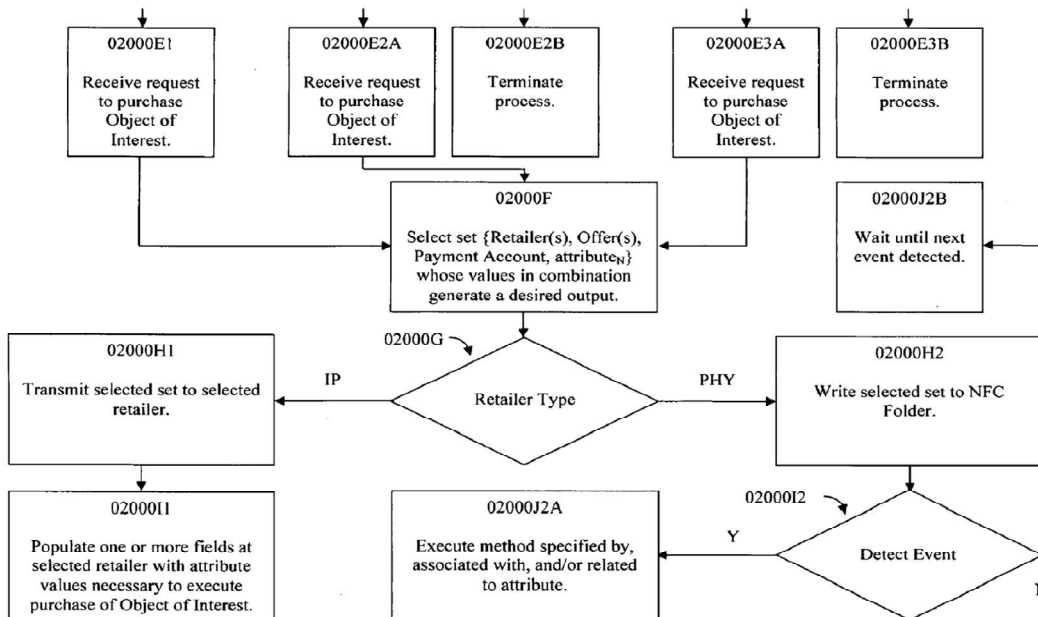 02000E1
Receive request
to purchase
Object of
Interest.
02000E2A
Receive request
to purchase
Object of
Interest.
02000E2B
Terminate
process.
02000E3A
Receive request
to purchase
Object of
Interest.
02000E3B
Terminate
process.
02000F
Select set {Retailer(s), Offer(s),
Payment Account, attributeN}
whose values in combination
generate a desired output.
02000J2B
Wait until next
event detected.
02000G
Retailer Type
IP
PHY
02000H1
Transmit selected set to selected
retailer.
02000H2
Write selected set to NFC
Folder.
02000I1
Populate one or more fields at
selected retailer with attribute
values necessary to execute
purchase of Object of Interest.
02000J2A
Execute method specified by,
associated with, and/or related
to attribute.
02000I2
Y
Detect Event